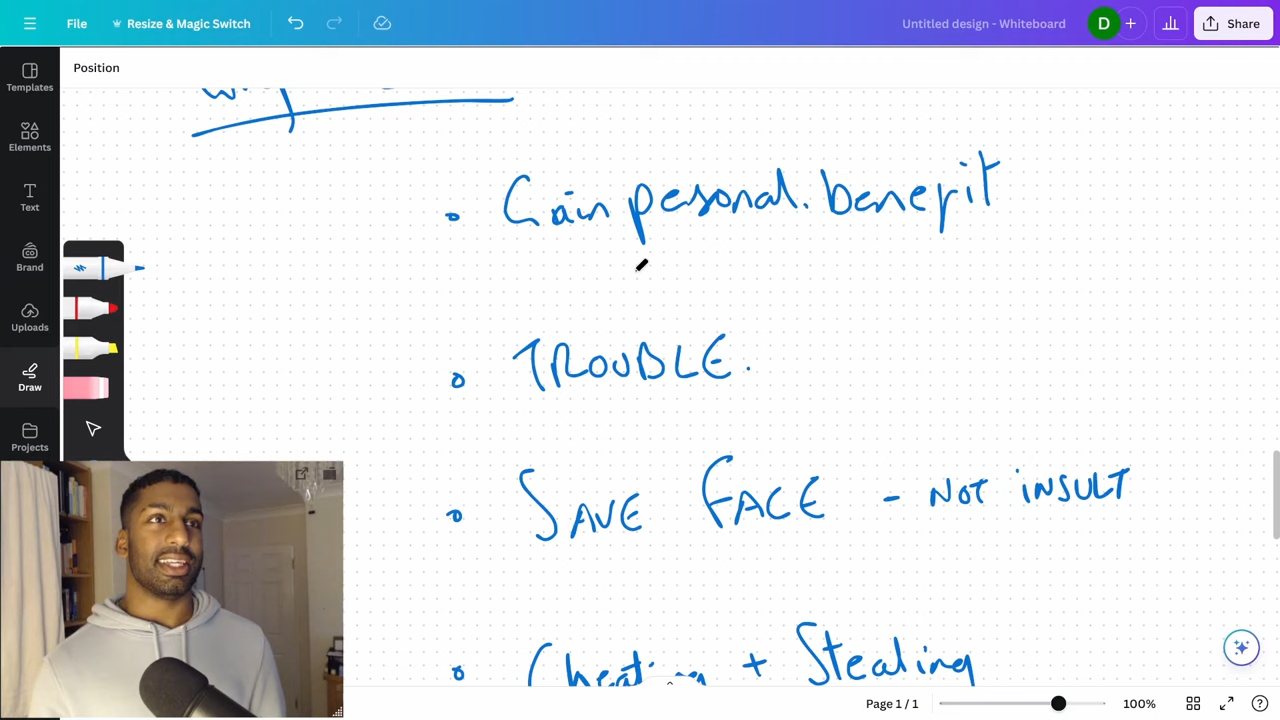 File
Resize & Magic Switch
Untitled design - Whiteboard
D
+
Share
Templates
Elements
Text
Brand
Uploads
Draw
Projects
Position
• Gain pesonal. benefit
• TROUBLE.
• SAVE FACE - NOT INSULT
• Cheating + Stealing
Page 1 / 1
100%